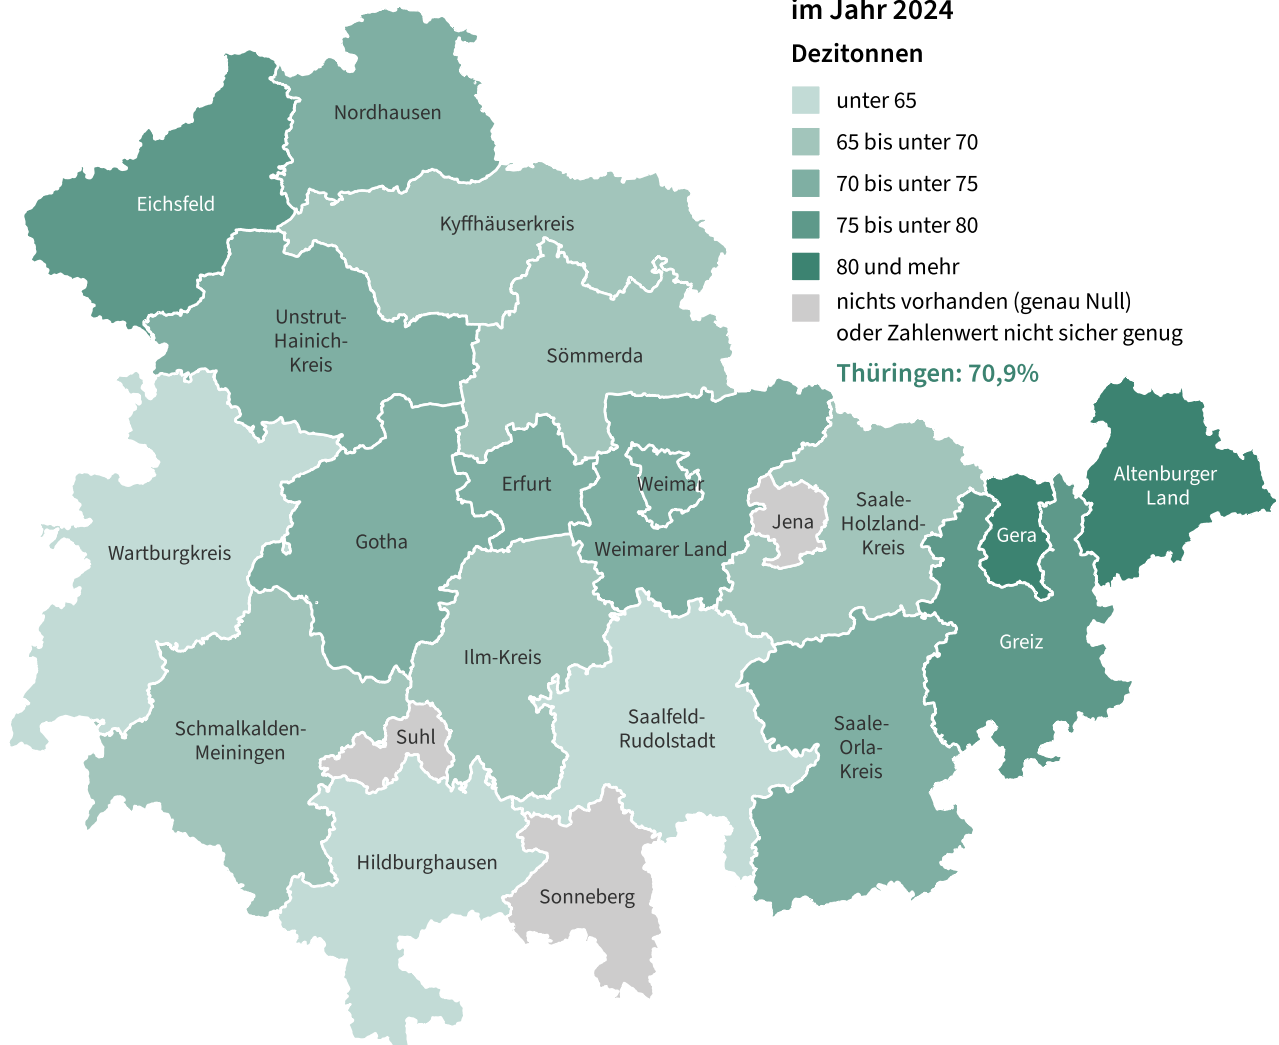 im Jahr 2024
Dezitonnen
unter 65
65 bis unter 70
70 bis unter 75
75 bis unter 80
80 und mehr
nichts vorhanden (genau Null)
oder Zahlenwert nicht sicher genug
Thüringen: 70,9%
Nordhausen
Eichsfeld
Kyffhäuserkreis
Unstrut-
Hainich-
Kreis
Sömmerda
Erfurt
Weimar
Weimarer Land
Jena
Saale-
Holzland-
Kreis
Gera
Altenburger
Land
Wartburgkreis
Gotha
Greiz
Ilm-Kreis
Schmalkalden-
Meiningen
Suhl
Saalfeld-
Rudolstadt
Saale-
Orla-
Kreis
Hildburghausen
Sonneberg